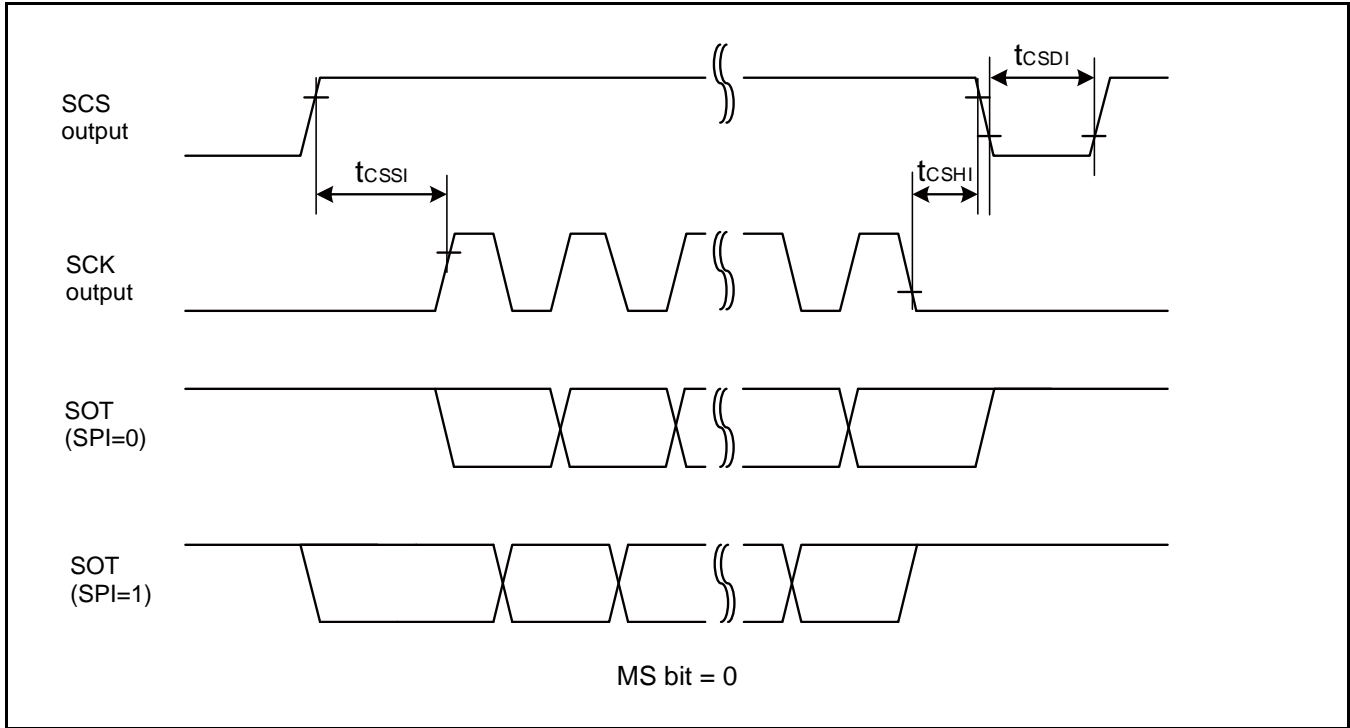 SCS
output
tCSDI
tCSSI
tCSHI
SCK
output
SOT
(SPI=0)
SOT
(SPI=1)
MS bit = 0